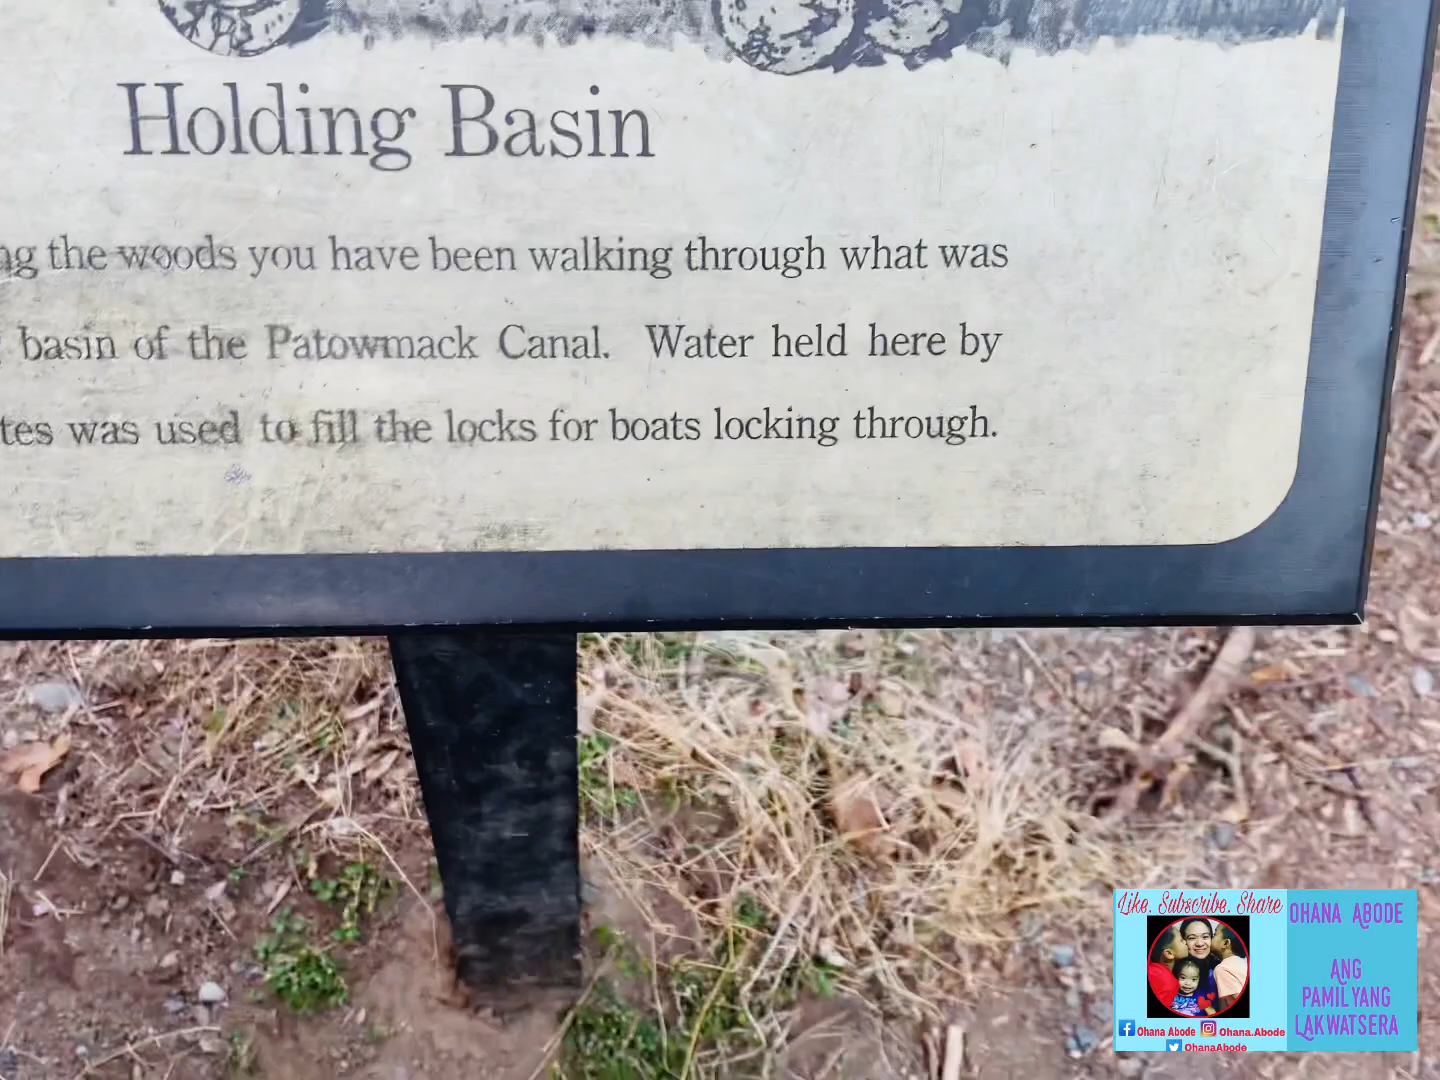 Holding Basin
the woods you have been walking through what was
basin of the Patowmack Canal. Water held here by
was used to fill the locks for boats locking through.
Like. Subscribe. Share
OHANA ABODE
ANG
PAMILYANG
LAKWATSERA
Ohana Abode Ohana.Abode
OhanaAbode